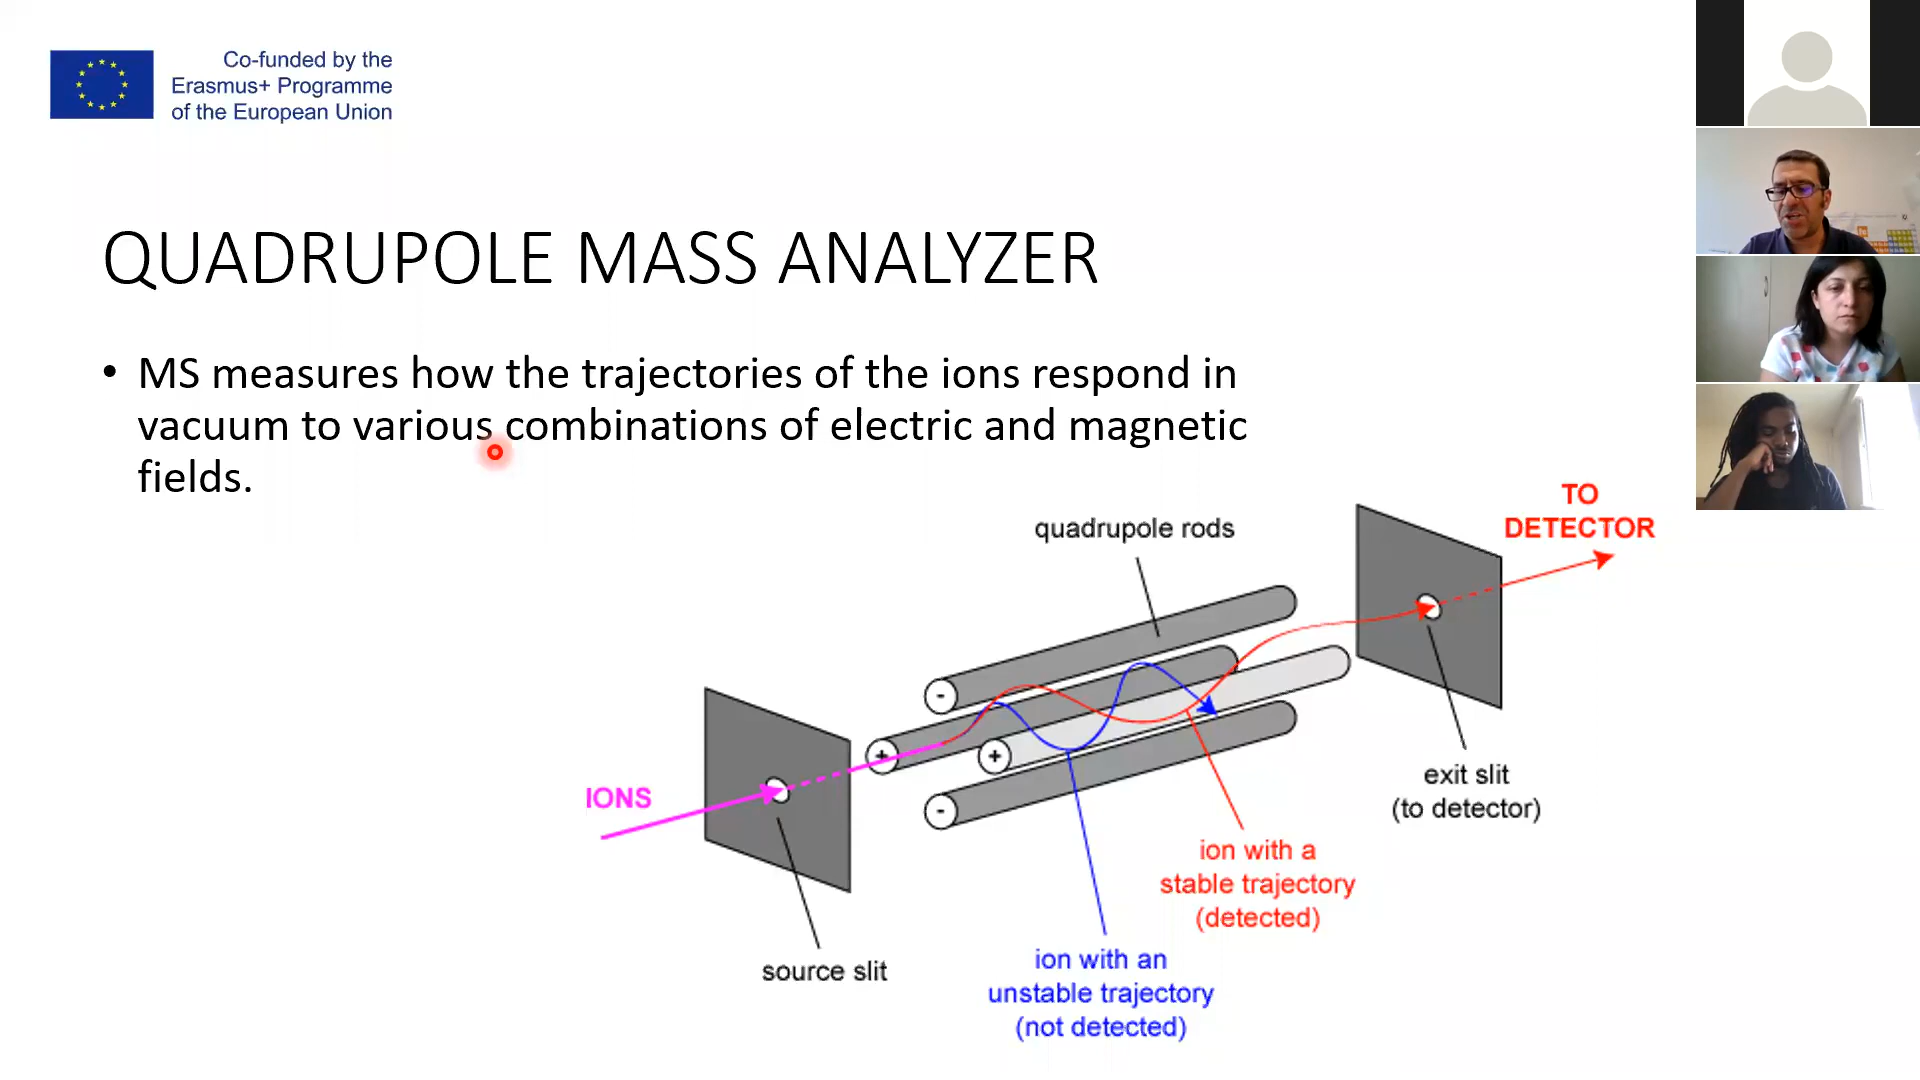 Co-funded by the
Erasmus+ Programme
of the European Union
QUADRUPOLE MASS ANALYZER
• MS measures how the trajectories of the ions respond in
vacuum to various combinations of electric and magnetic
fields.
TO
DETECTOR
quadrupole rods
-
+
+
-
IONS
exit slit
(to detector)
ion with a
stable trajectory
(detected)
source slit
ion with an
unstable trajectory
(not detected)